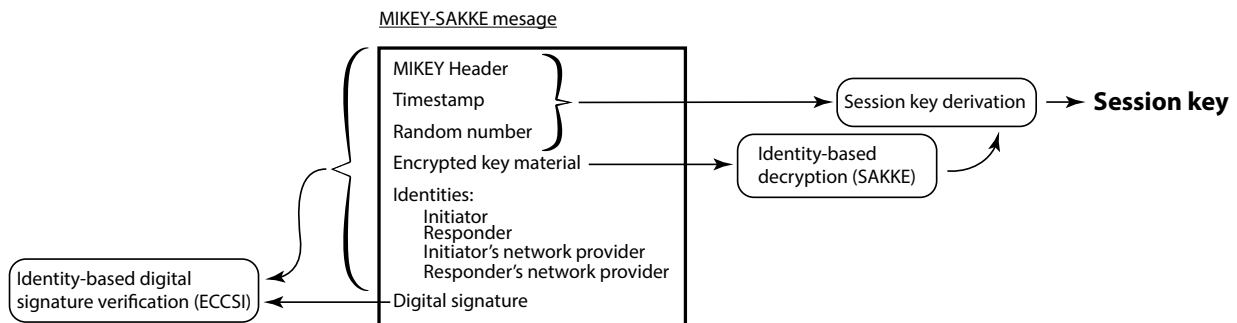 MIKEY-SAKKE mesage
MIKEY Header
Timestamp
Random number
Encrypted key material
Identities:
Initiator
Responder
Initiator’s network provider
Responder’s network provider
Digital signature
Session key derivation
Session key
Identity-based
decryption (SAKKE)
Identity-based digital
signature verification (ECCSI)